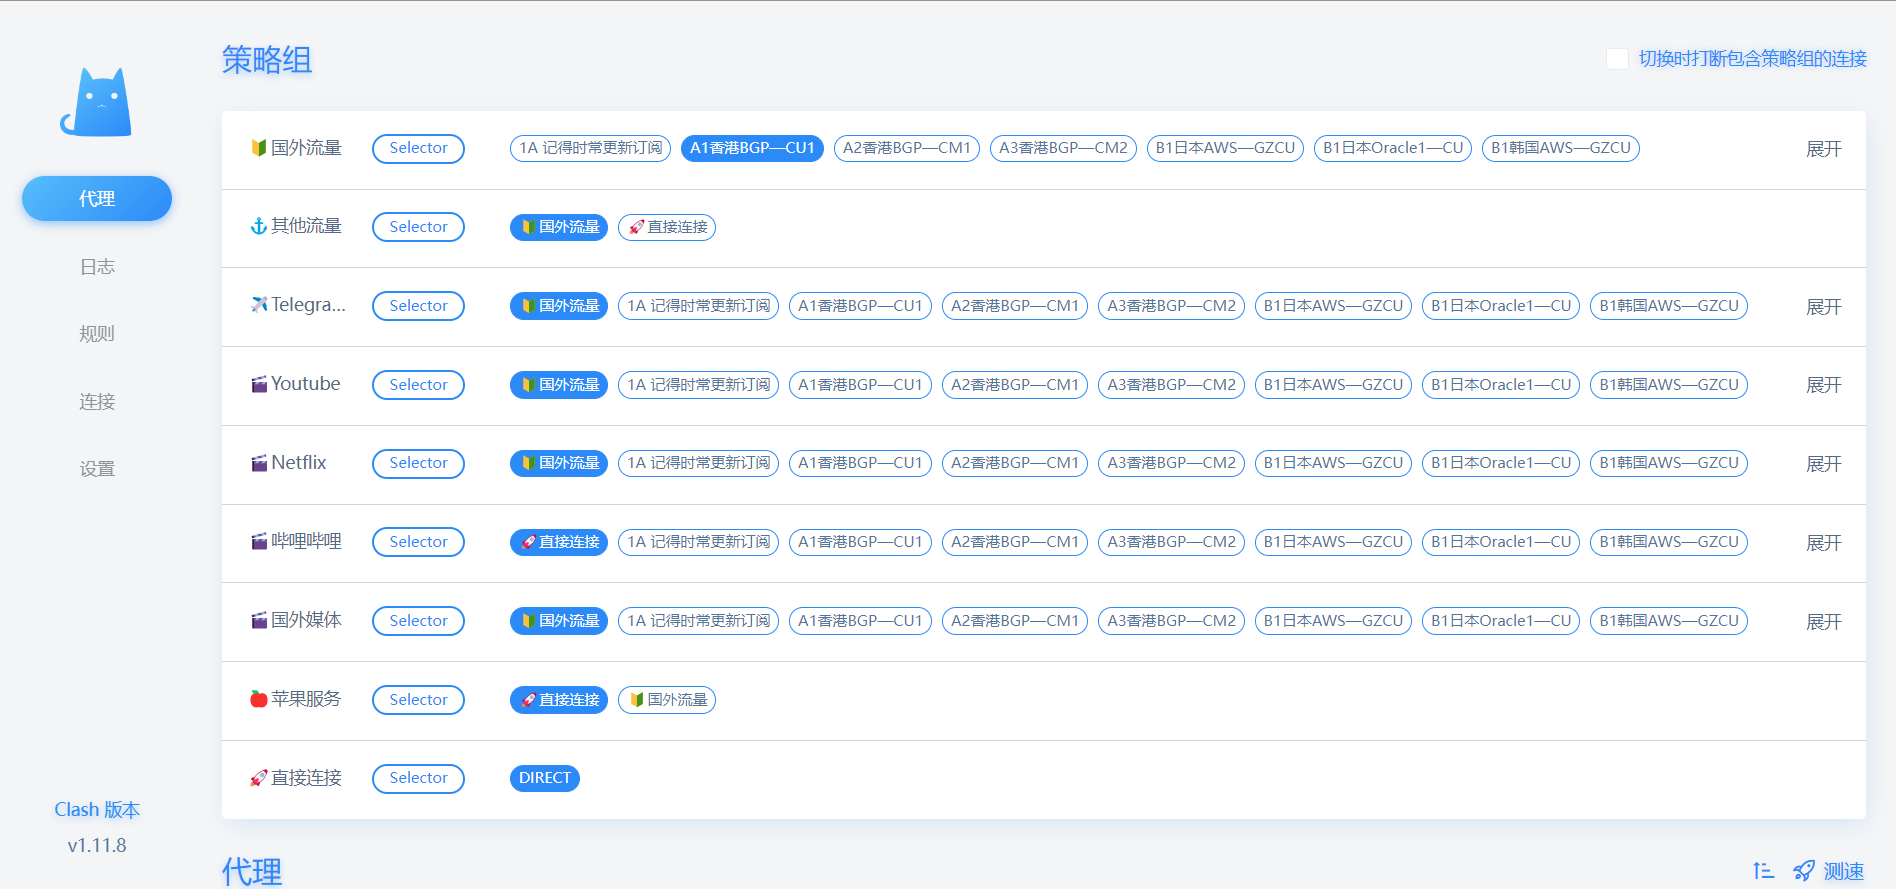 策略组
切换时打断包含策略组的连接
代理
日志
规则
连接
设置
Clash 版本
v1.11.8
国外流量 Selector 1A 记得时常更新订阅 A1香港BGP—CU1 A2香港BGP—CM1 A3香港BGP—CM2 B1日本AWS—GZCU B1日本Oracle1—CU B1韩国AWS—GZCU 展开
其他流量 Selector 国外流量 直接连接
Telegra... Selector 国外流量 1A 记得时常更新订阅 A1香港BGP—CU1 A2香港BGP—CM1 A3香港BGP—CM2 B1日本AWS—GZCU B1日本Oracle1—CU B1韩国AWS—GZCU 展开
Youtube Selector 国外流量 1A 记得时常更新订阅 A1香港BGP—CU1 A2香港BGP—CM1 A3香港BGP—CM2 B1日本AWS—GZCU B1日本Oracle1—CU B1韩国AWS—GZCU 展开
Netflix Selector 国外流量 1A 记得时常更新订阅 A1香港BGP—CU1 A2香港BGP—CM1 A3香港BGP—CM2 B1日本AWS—GZCU B1日本Oracle1—CU B1韩国AWS—GZCU 展开
哔哩哔哩 Selector 直接连接 1A 记得时常更新订阅 A1香港BGP—CU1 A2香港BGP—CM1 A3香港BGP—CM2 B1日本AWS—GZCU B1日本Oracle1—CU B1韩国AWS—GZCU 展开
国外媒体 Selector 国外流量 1A 记得时常更新订阅 A1香港BGP—CU1 A2香港BGP—CM1 A3香港BGP—CM2 B1日本AWS—GZCU B1日本Oracle1—CU B1韩国AWS—GZCU 展开
苹果服务 Selector 直接连接 国外流量
直接连接 Selector DIRECT
代理
测速